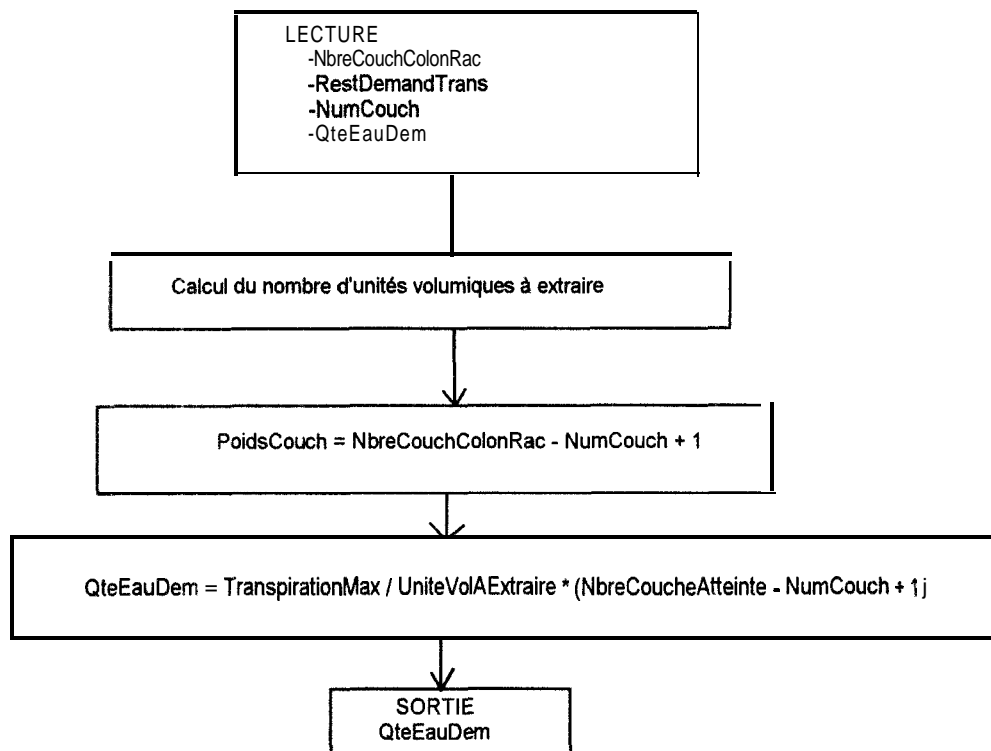 LECTURE
-NbreCouchColonRac
-RestDemandTrans
-NumCouch
-QteEauDem
Calcul du nombre d'unités volumiques à extraire
PoidsCouch = NbreCouchColonRac - NumCouch + 1
QteEauDem = TranspirationMax / UniteVolAExtraire * (NbreCoucheAtteinte - NumCouch + 1j
SORTIE
QteEauDem